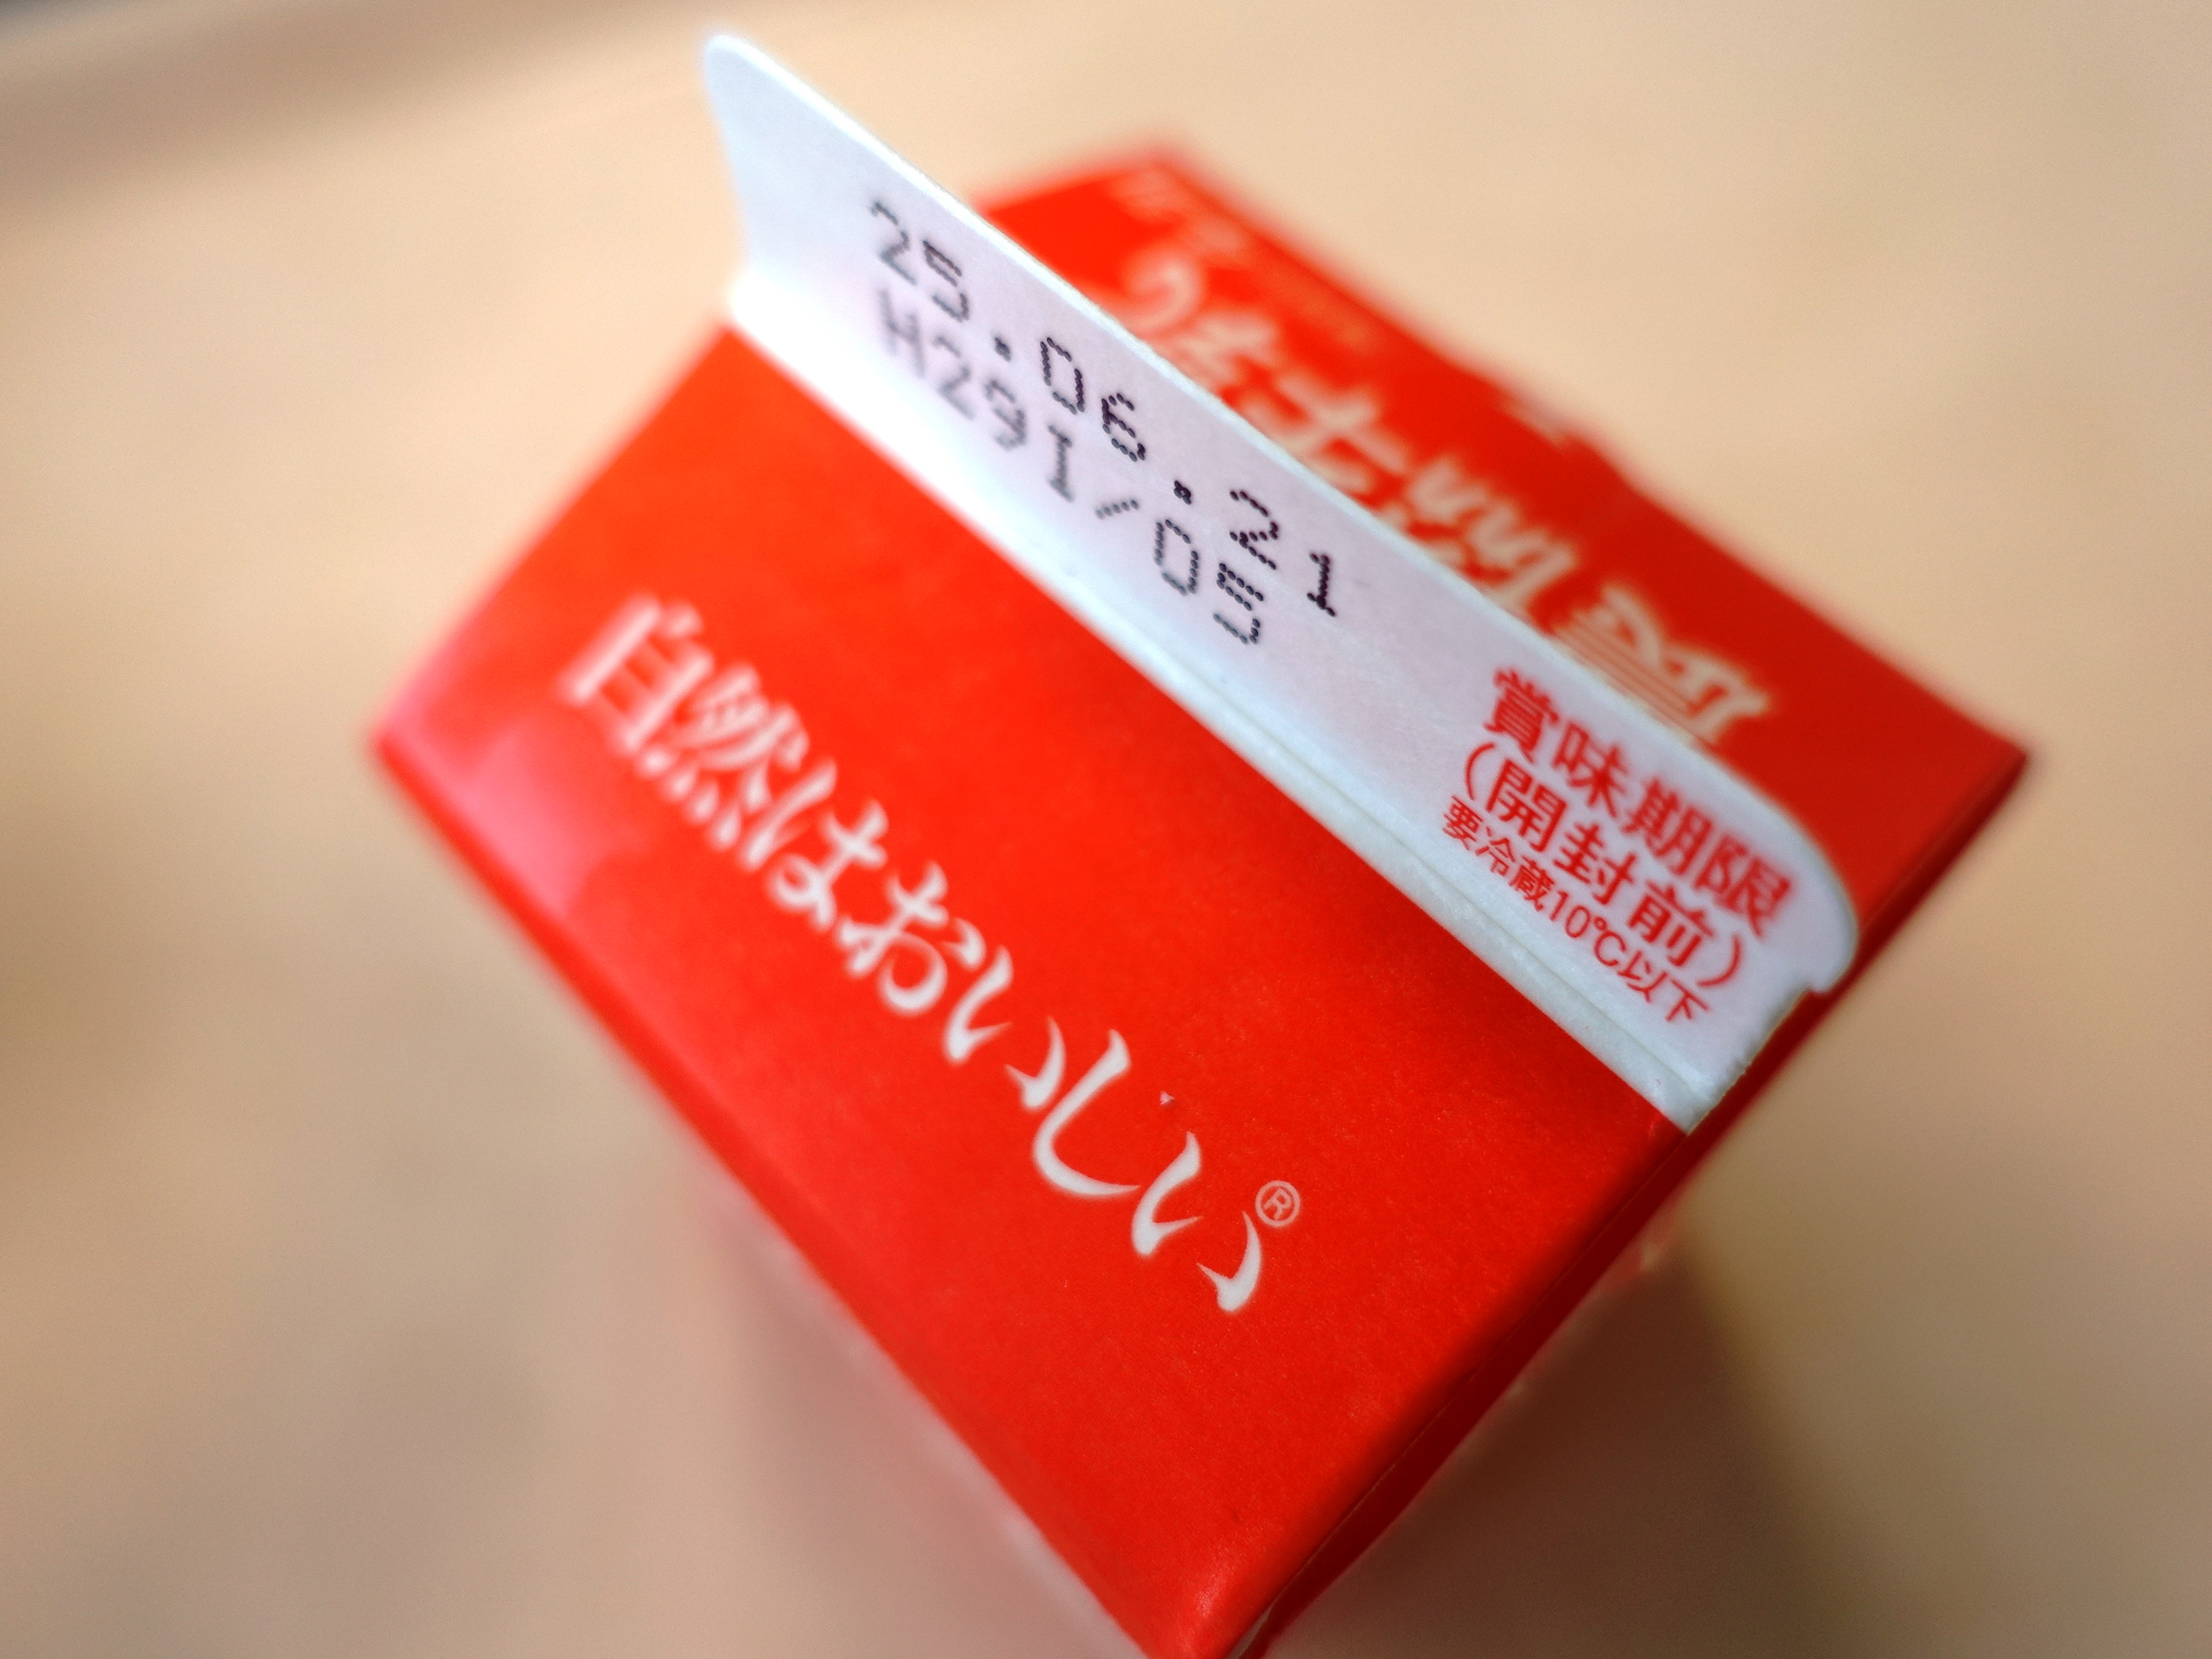 25.06.21
H29I/05
賞味期限
(開封前)
要冷蔵10℃以下
自然はおいしい®